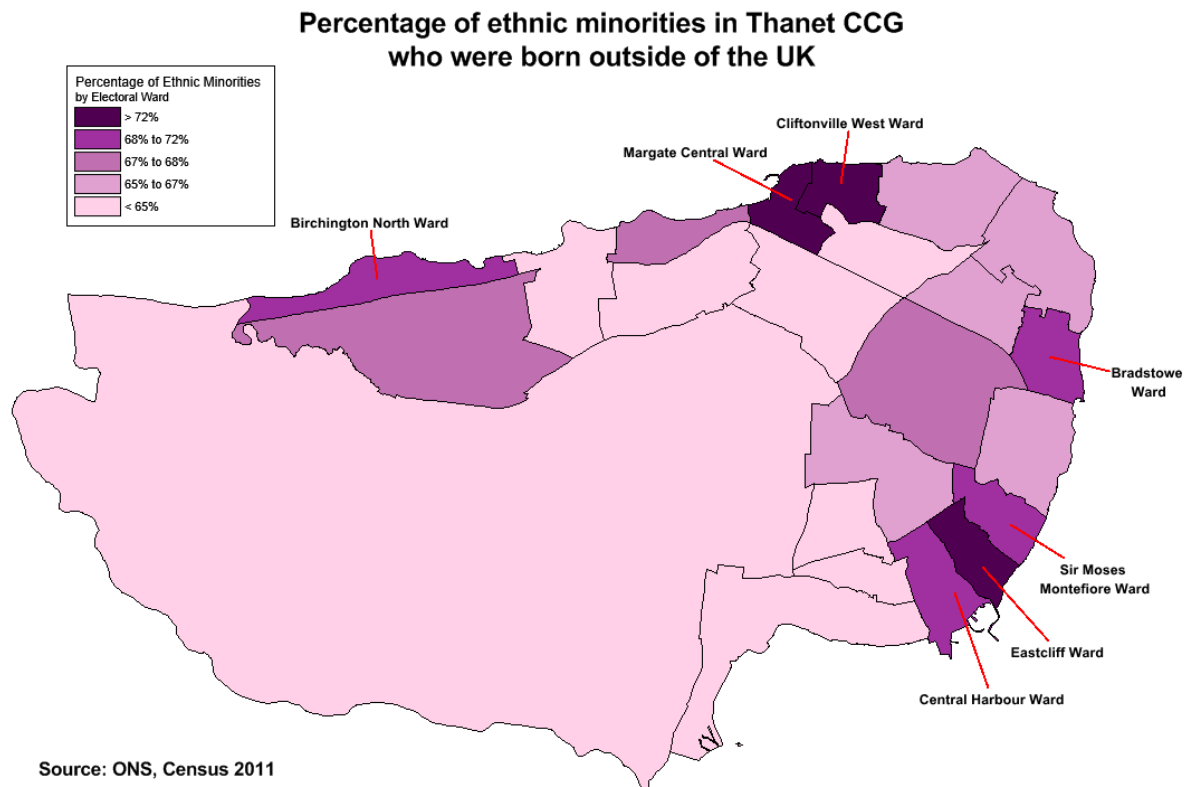 Percentage of ethnic minorities in Thanet CCG
who were born outside of the UK
Percentage of Ethnic Minorities
by Electoral Ward
> 72%
68% to 72%
67% to 68%
65% to 67%
< 65%
Cliftonville West Ward
Margate Central Ward
Birchington North Ward
Bradstowe
Ward
Sir Moses
Montefiore Ward
Eastcliff Ward
Central Harbour Ward
Source: ONS, Census 2011